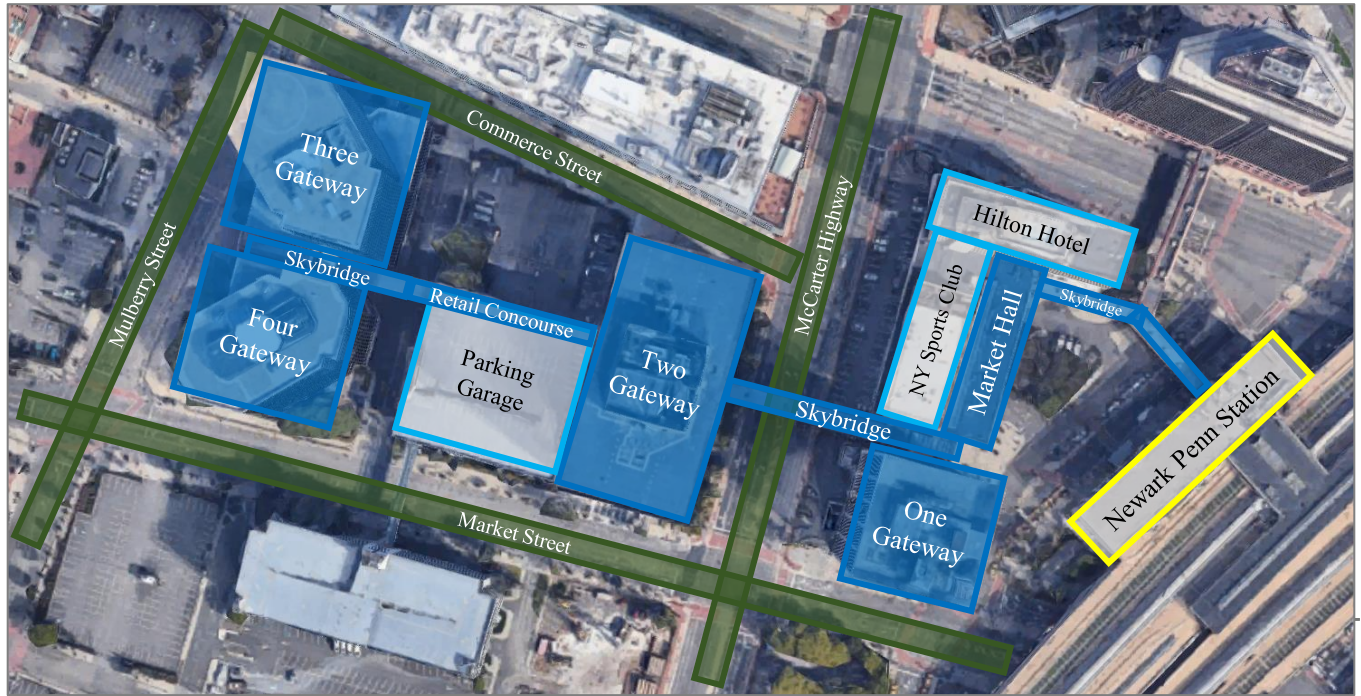 Three
Gateway
Commerce Street
McCarter Highway
Hilton Hotel
Mulberry Street
Skybridge
Retail Concourse
NY Sports Club
Market Hall
Skybridge
Four
Gateway
Parking
Garage
Two
Gateway
Skybridge
Newark Penn Station
One
Gateway
Market Street